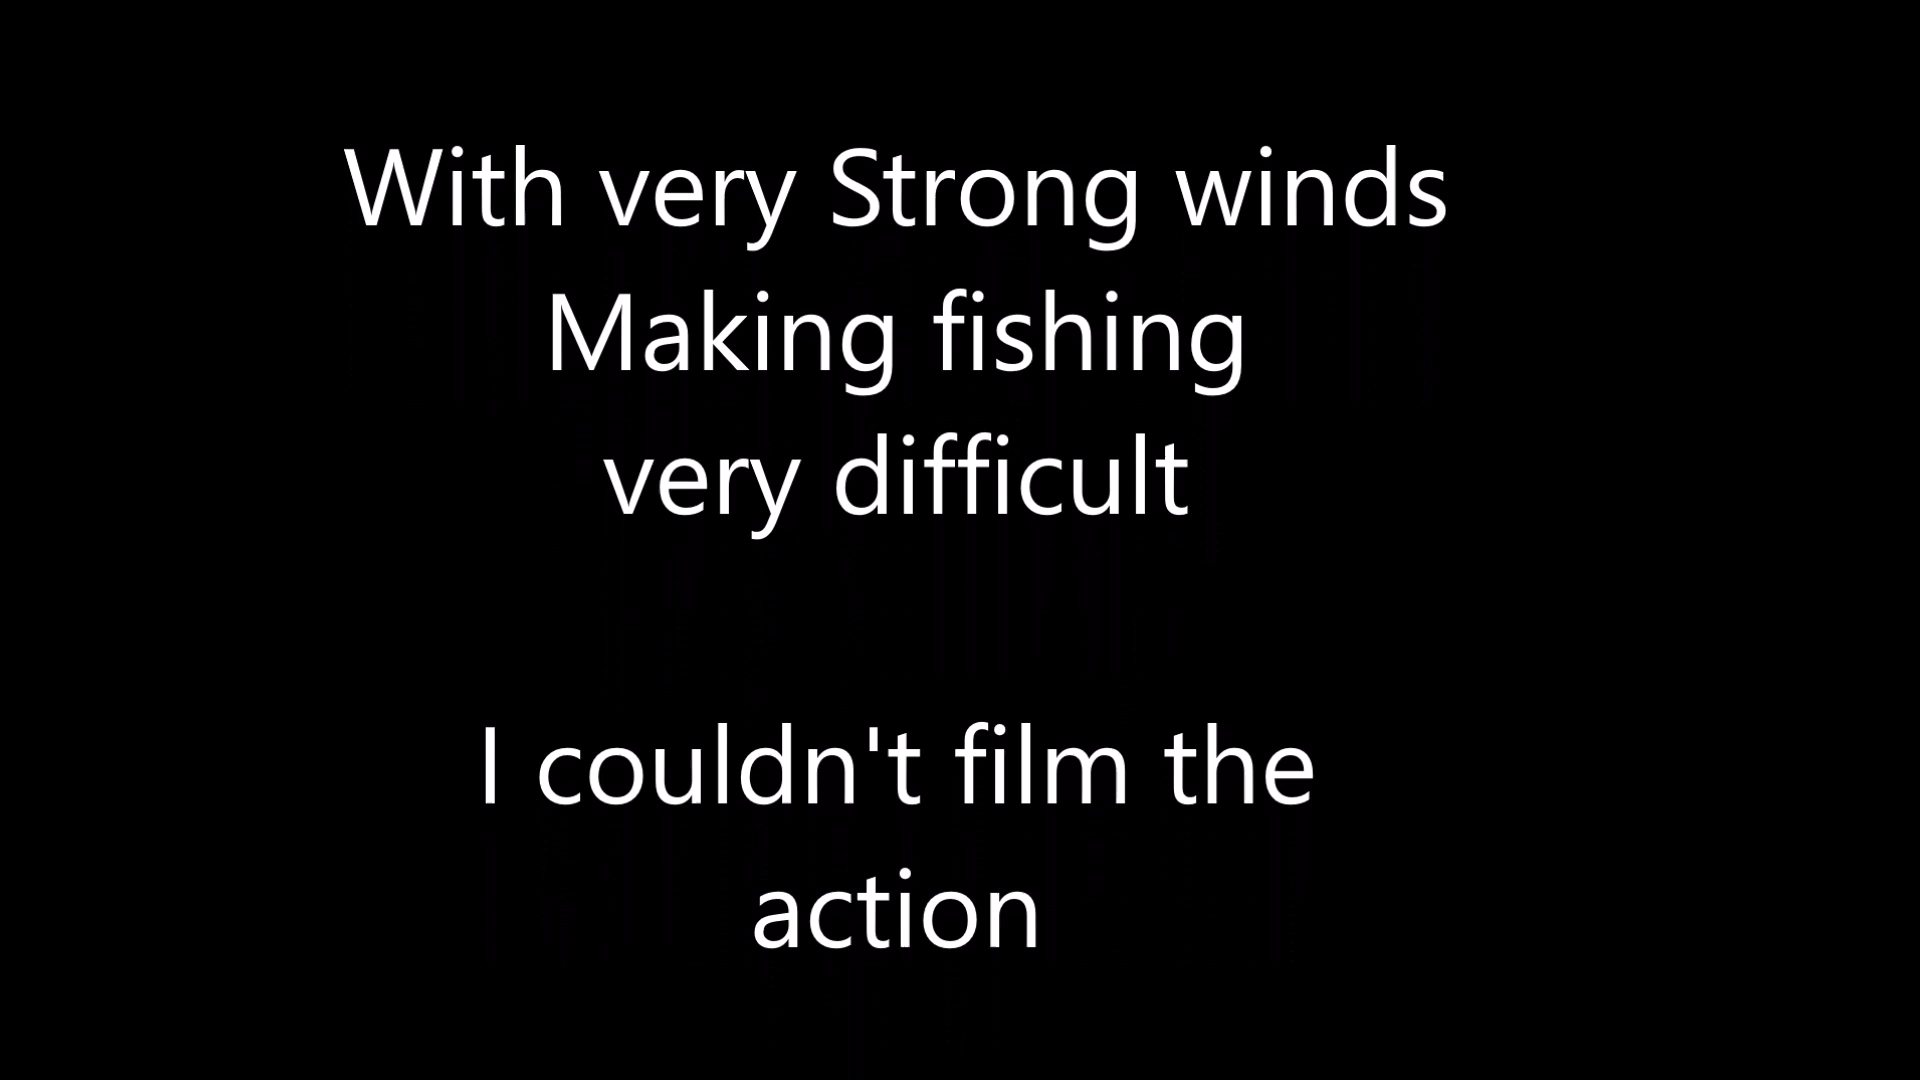 With very Strong winds
Making fishing
very difficult
I couldn't film the
action